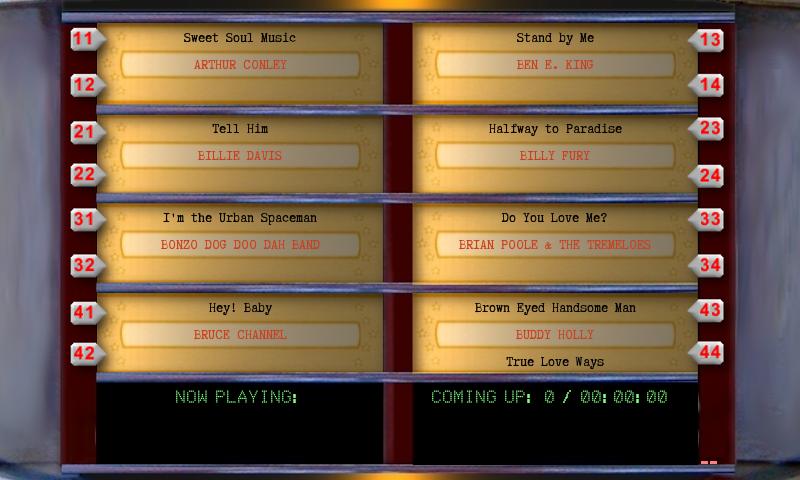 11
Sweet Soul Music
ARTHUR CONLEY
12
Stand by Me
13
BEN E. KING
14
21
Tell Him
BILLIE DAVIS
22
Halfway to Paradise
23
BILLY FURY
24
31
I'm the Urban Spaceman
BONZO DOG DOO DAH BAND
32
Do You Love Me?
33
BRIAN POOLE & THE TREMELOES
34
41
Hey! Baby
BRUCE CHANNEL
42
Brown Eyed Handsome Man
43
BUDDY HOLLY
True Love Ways
44
NOW PLAYING:
COMING UP: 0 / 00:00:00